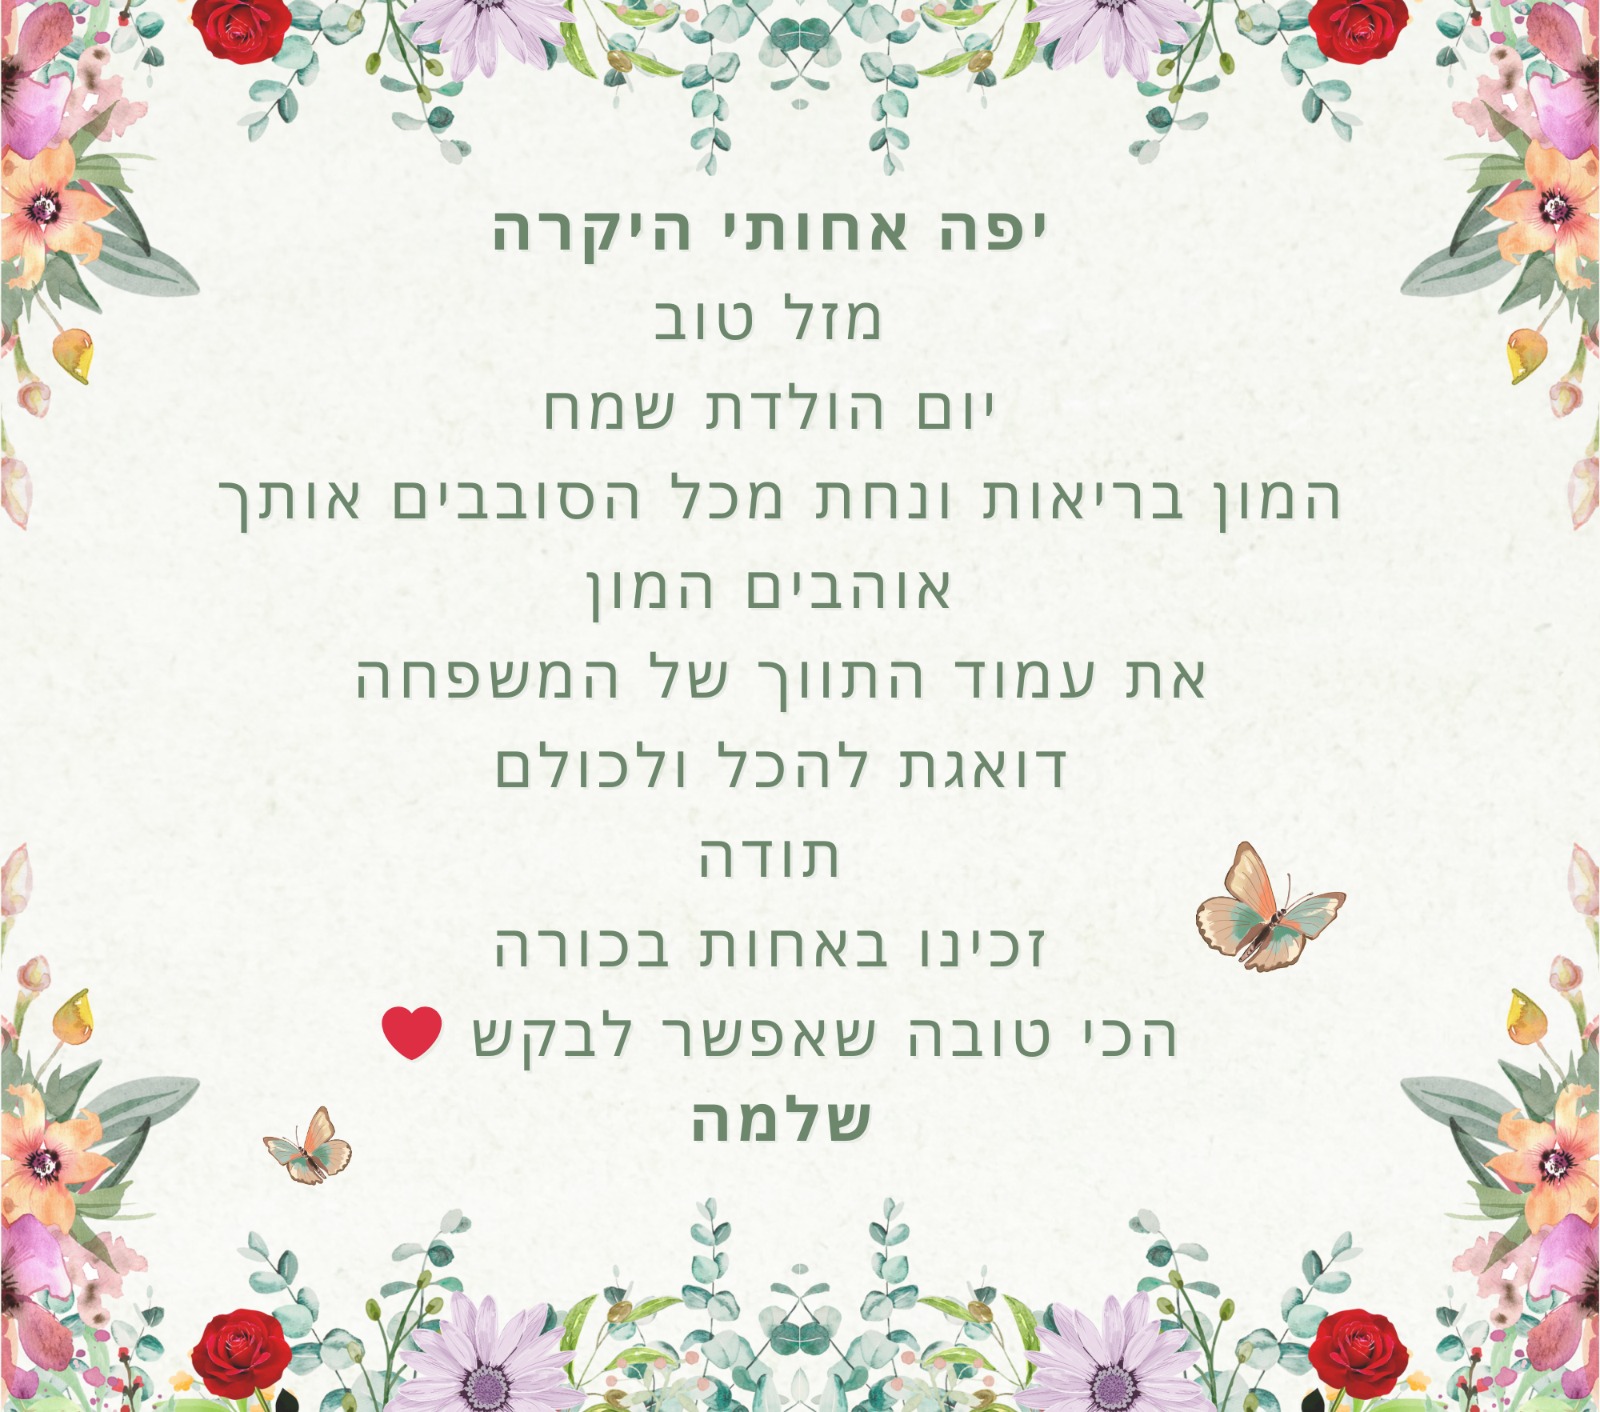 יפה אחותי היקרה
מזל טוב
יום הולדת שמח
המון בריאות ונחת מכל הסובבים אותך
אוהבים המון
את עמוד התווך של המשפחה
דואגת להכל ולכולם
תודה
זכינו באחות בכורה
הכי טובה שאפשר לבקש ❤
שלמה